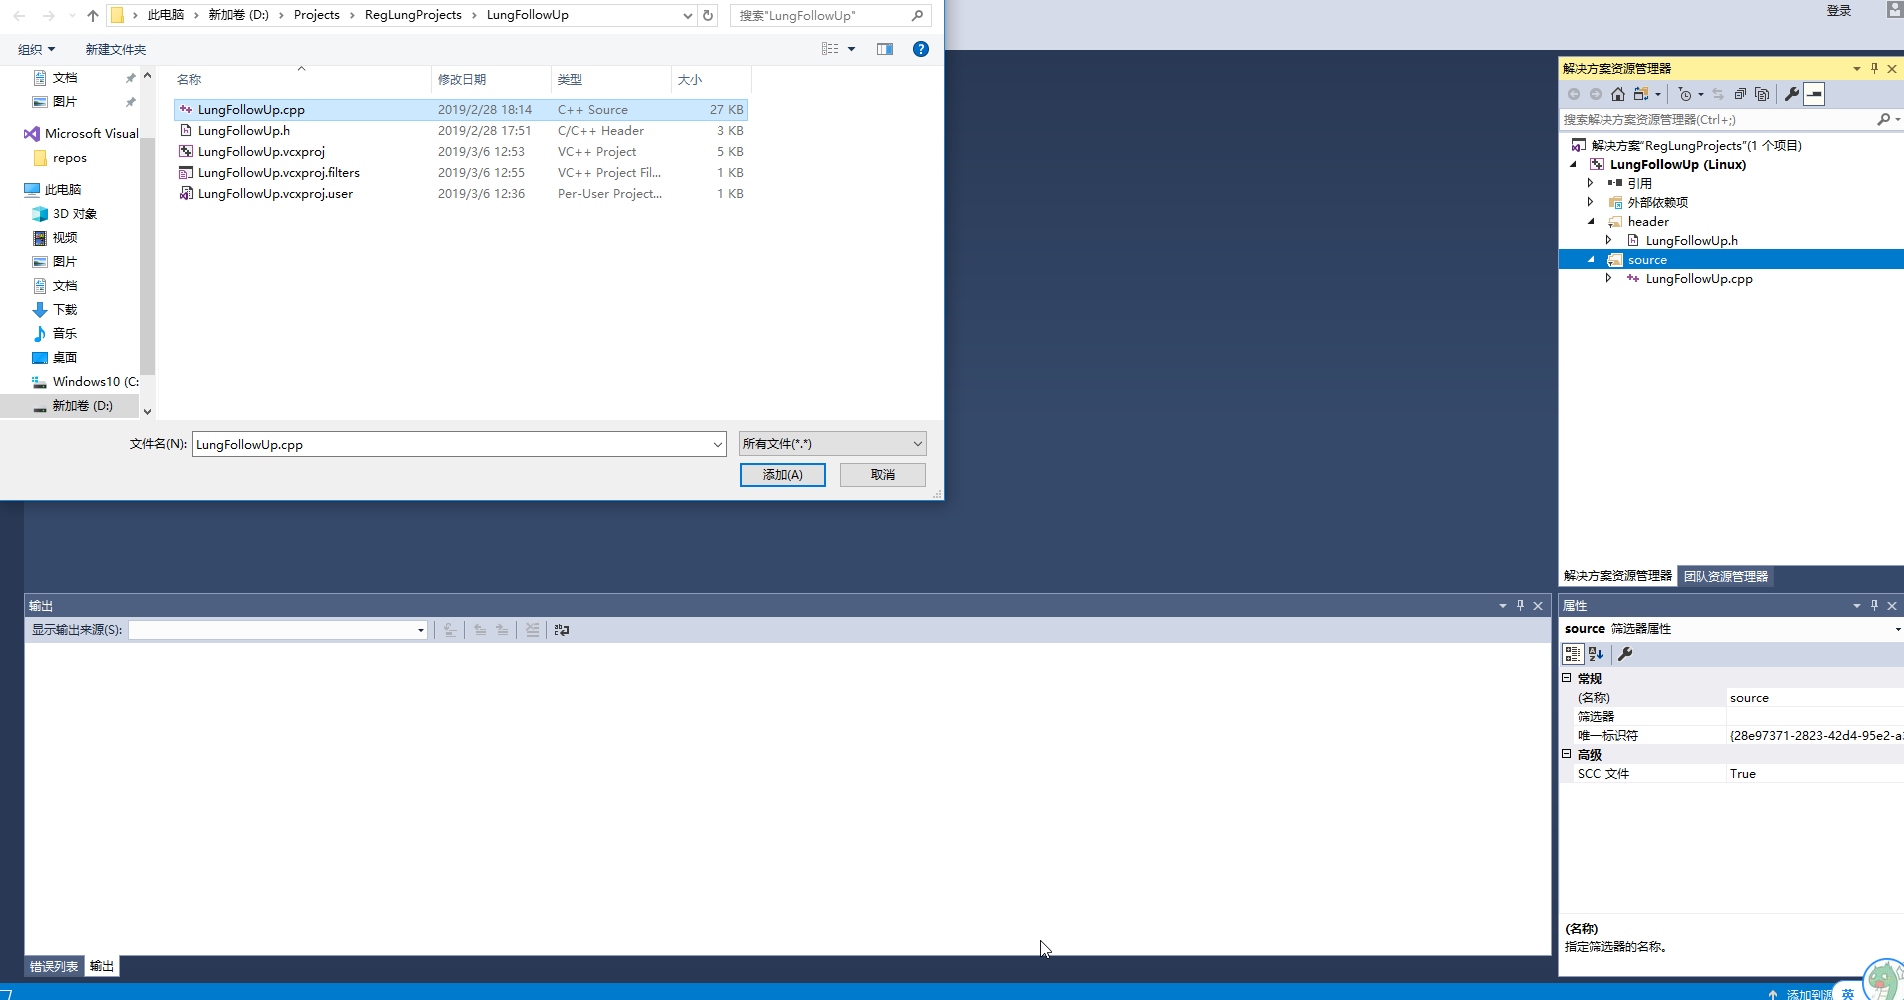 此电脑 新加卷 (D:) Projects RegLungProjects LungFollowUp
搜索"LungFollowUp"
登录
组织 新建文件夹
名称 修改日期 类型 大小
LungFollowUp.cpp 2019/2/28 18:14 C++ Source 27 KB
LungFollowUp.h 2019/2/28 17:51 C/C++ Header 3 KB
LungFollowUp.vcxproj 2019/3/6 12:53 VC++ Project 5 KB
LungFollowUp.vcxproj.filters 2019/3/6 12:55 VC++ Project Fil... 1 KB
LungFollowUp.vcxproj.user 2019/3/6 12:36 Per-User Project... 1 KB
文档
图片
Microsoft Visual
repos
此电脑
3D 对象
视频
图片
文档
下载
音乐
桌面
Windows10 (C:
新加卷 (D:)
文件名(N): LungFollowUp.cpp 所有文件(*.*)
添加(A) 取消
解决方案资源管理器
搜索解决方案资源管理器(Ctrl+;)
解决方案"RegLungProjects"(1 个项目)
LungFollowUp (Linux)
引用
外部依赖项
header
LungFollowUp.h
source
LungFollowUp.cpp
解决方案资源管理器 团队资源管理器
输出
显示输出来源(S):
错误列表 输出
属性
source 筛选器属性
常规
(名称) source
筛选器
唯一标识符 {28e97371-2823-42d4-95e2-a
高级
SCC 文件 True
(名称)
指定筛选器的名称。
添加到源
英